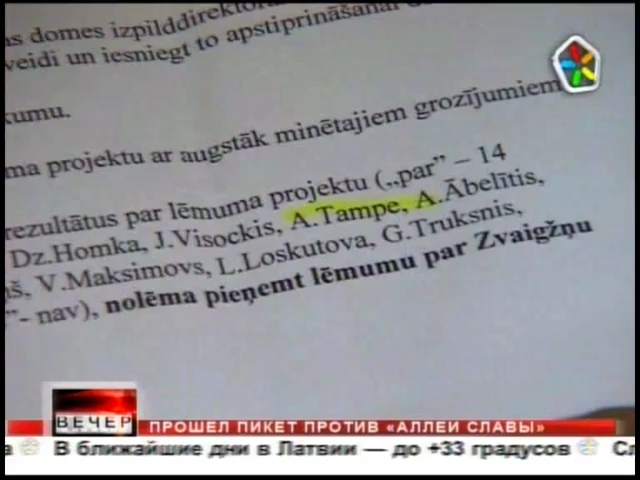 as domes izpilddirektor
veidi un iesniegt to apstiprināšanai
kumu.
ma projektu ar augstāk minētajiem grozījumiem
rezultātus par lēmuma projektu („par” – 14
Dz.Homka, J.Visockis, A.Tampe, A.Ābelītis,
ņš, V.Maksimovs, L.Loskutova, G.Truksnis,
”- nav), nolēma pieņemt lēmumu par Zvaigžņu
ВЕЧЕР
ПРОШЕЛ ПИКЕТ ПРОТИВ «АЛЛЕИ СЛАВЫ»
а В ближайшие дни в Латвии — до +33 градусов Сл